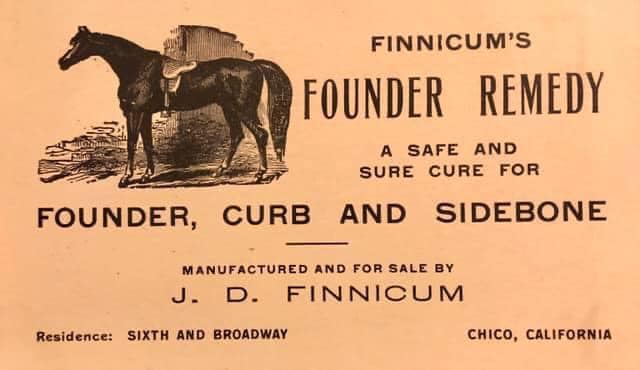 FINNICUM'S
FOUNDER REMEDY
A SAFE AND
SURE CURE FOR
FOUNDER, CURB AND SIDEBONE
MANUFACTURED AND FOR SALE BY
J. D. FINNICUM
Residence: SIXTH AND BROADWAY
CHICO, CALIFORNIA